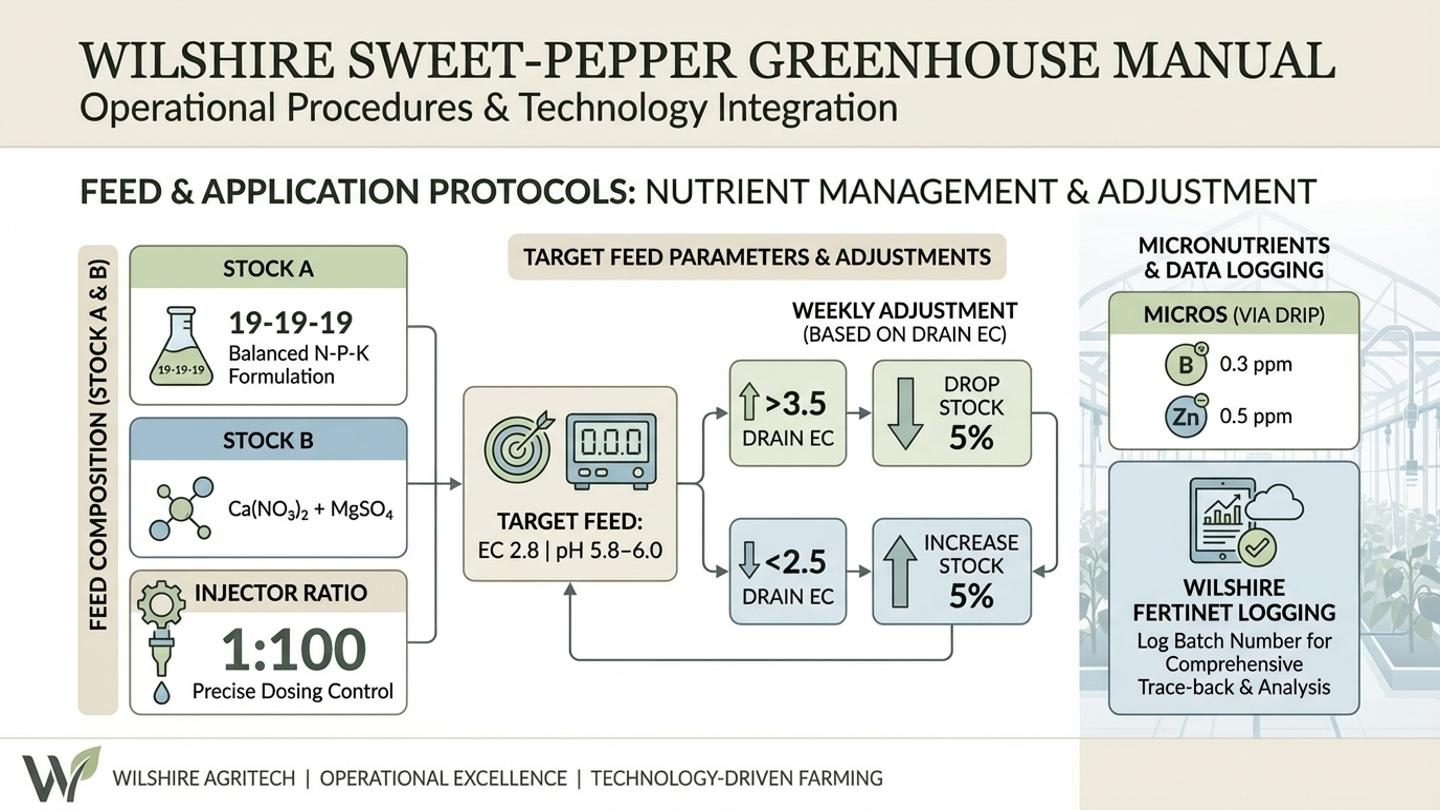 WILSHIRE SWEET-PEPPER GREENHOUSE MANUAL
Operational Procedures & Technology Integration
FEED & APPLICATION PROTOCOLS: NUTRIENT MANAGEMENT & ADJUSTMENT
FEED COMPOSITION (STOCK A & B)
STOCK A
19-19-19
19-19-19
Balanced N-P-K
Formulation
STOCK B
Ca(NO₃)₂ + MgSO₄
INJECTOR RATIO
1:100
Precise Dosing Control
TARGET FEED PARAMETERS & ADJUSTMENTS
0.0.0
TARGET FEED:
EC 2.8 | pH 5.8–6.0
WEEKLY ADJUSTMENT
(BASED ON DRAIN EC)
>3.5
DRAIN EC
DROP
STOCK
5%
<2.5
DRAIN EC
INCREASE
STOCK
5%
MICRONUTRIENTS
& DATA LOGGING
MICROS (VIA DRIP)
B 0.3 ppm
Zn 0.5 ppm
WILSHIRE
FERTINET LOGGING
Log Batch Number for
Comprehensive
Trace-back & Analysis
W WILSHIRE AGRITECH | OPERATIONAL EXCELLENCE | TECHNOLOGY-DRIVEN FARMING